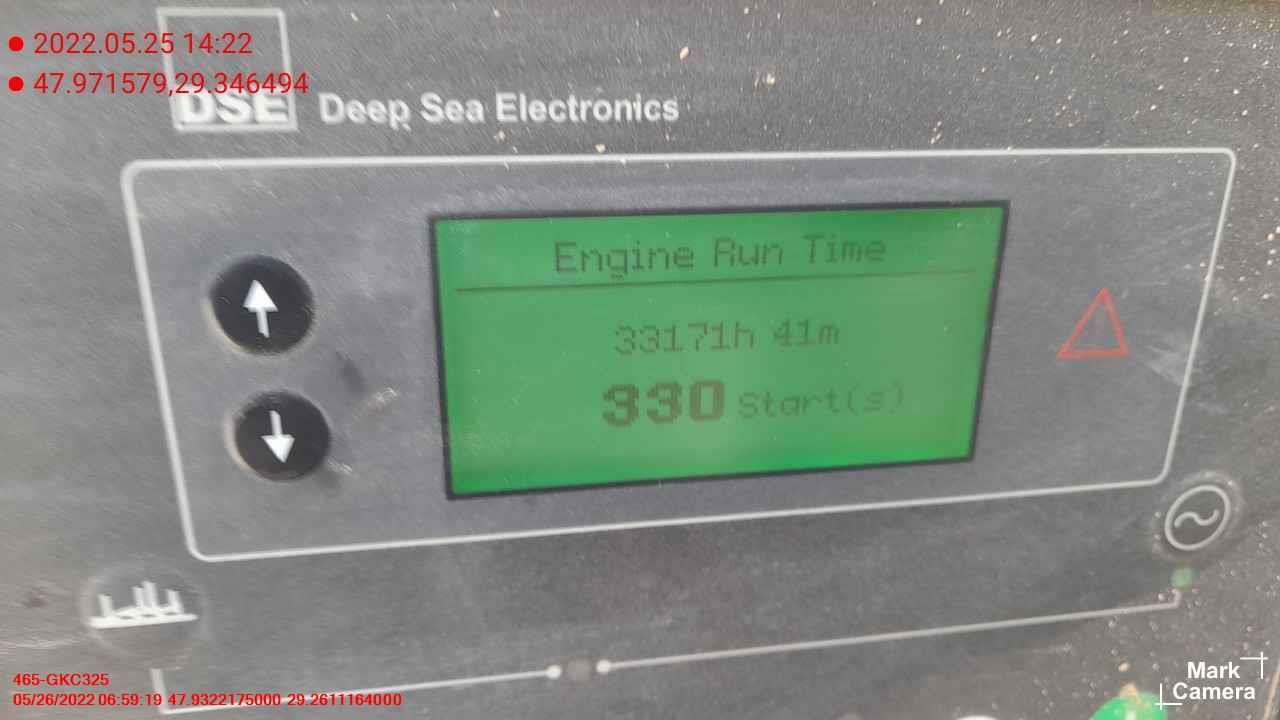 2022.05.25 14:22
47.971579,29.346494
DSE Deep Sea Electronics
Engine Run Time
33171h 41m
330 Start(s)
465-GKC325
05/26/2022 06:59:19 47.9322175000 29.2611164000
Mark
Camera